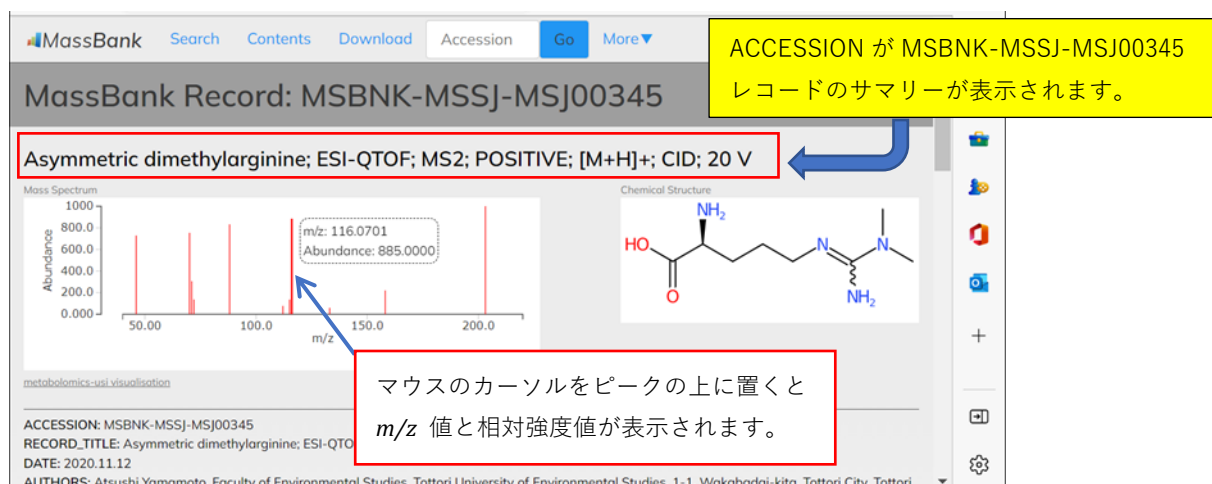 MassBank Search Contents Download Accession Go More▼
ACCESSION が MSBNK-MSSJ-MSJ00345
レコードのサマリーが表示されます。
MassBank Record: MSBNK-MSSJ-MSJ00345
Asymmetric dimethylarginine; ESI-QTOF; MS2; POSITIVE; [M+H]+; CID; 20 V
Mass Spectrum
Chemical Structure
1000
800.0
600.0
400.0
200.0
0.000
Abundance
m/z: 116.0701
Abundance: 885.0000
50.00 100.0 150.0 200.0
m/z
NH2
HO
O
N
N
NH2
マウスのカーソルをピークの上に置くと
m/z 値と相対強度値が表示されます。
metabolomics-usi visualisation
ACCESSION: MSBNK-MSSJ-MSJ00345
RECORD_TITLE: Asymmetric dimethylarginine; ESI-QTO
DATE: 2020.11.12
AUTHORS: Atsushi Yamamoto, Faculty of Environmental Studies, Tottori University of Environmental Studies, 1-1, Wakabadai-kita, Tottori City, Tottori